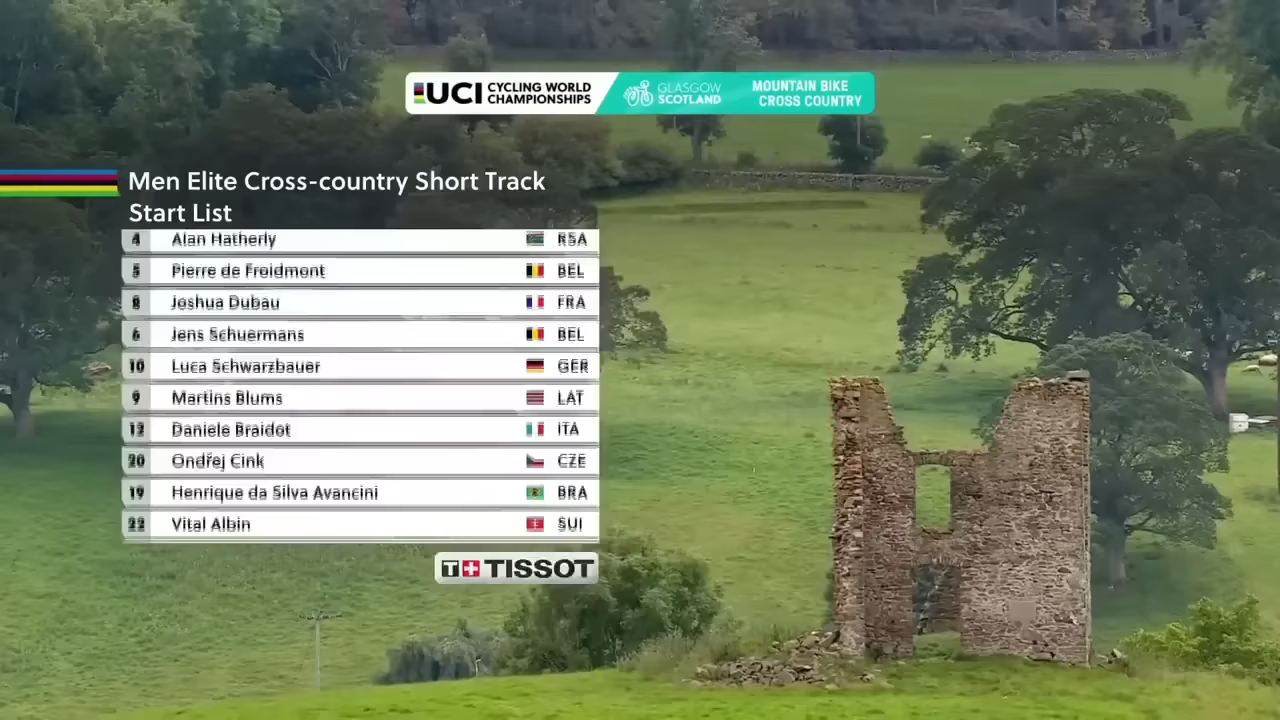 UCI CYCLING WORLD CHAMPIONSHIPS
GLASGOW SCOTLAND
MOUNTAIN BIKE CROSS COUNTRY
Men Elite Cross-country Short Track
Start List
4 Alan Hatherly RSA
5 Pierre de Froidmont BEL
Joshua Dubau FRA
Jens Schuermans BEL
10 Luca Schwarzbauer GER
9 Martins Blums LAT
Daniele Braidot ITA
20 Ondřej Cink CZE
19 Henrique da Silva Avancini BRA
22 Vital Albin SUI
T+ TISSOT